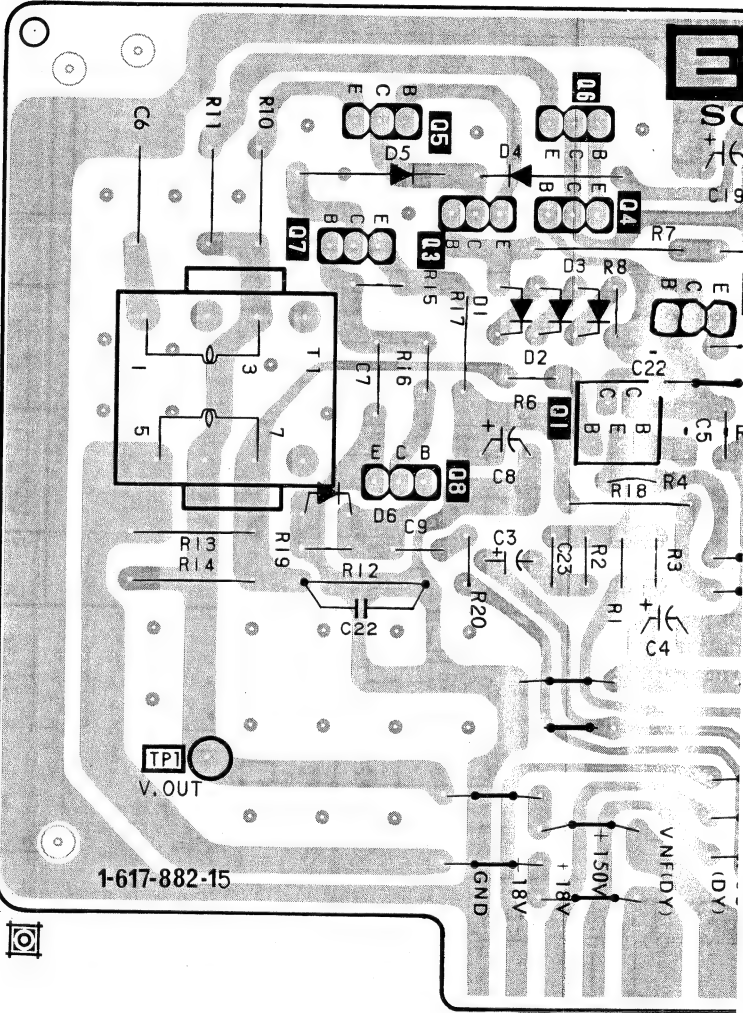 E
E C B
Q5
Q6
SC
C6
R11
R10
D5
D4
E C B
+
C19
B C E
Q7
B C E
Q3
B C E
Q4
R7
R15
R17
D1
D3
R8
B C E
1
3
T1
C7
R16
D2
C22
R6
Q1
C C
B E B
C5
R
5
7
+
C8
E C B
Q8
R18
R4
D6
R13
R14
R19
C9
C3
+
C23
R2
R3
R12
R20
R1
+
C4
C22
TP1
V.OUT
1-617-882-15
GND
-18V
+18V
+150V
VNF(DY)
(DY)